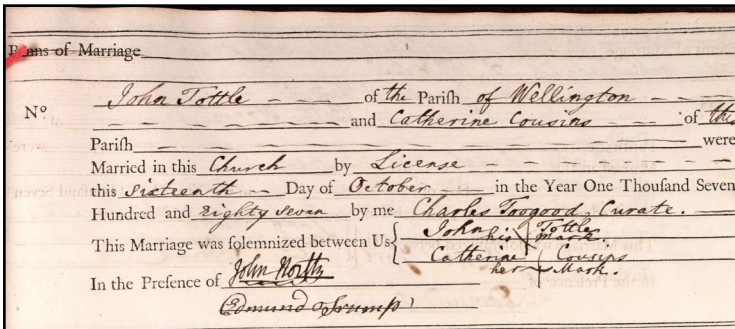 Banns of Marriage
John Tottle of the Parish of Wellington
Nº.
and Catherine Cousins of this
Parish were
Married in this Church by License
this Sixteenth Day of October in the Year One Thousand Seven
Hundred and Eighty Seven by me Charles Toogood, Curate.
This Marriage was solemnized between Us { John Tottle
his Mark.
Catherine Cousins
her Mark.
In the Presence of John North
Edmund Trump